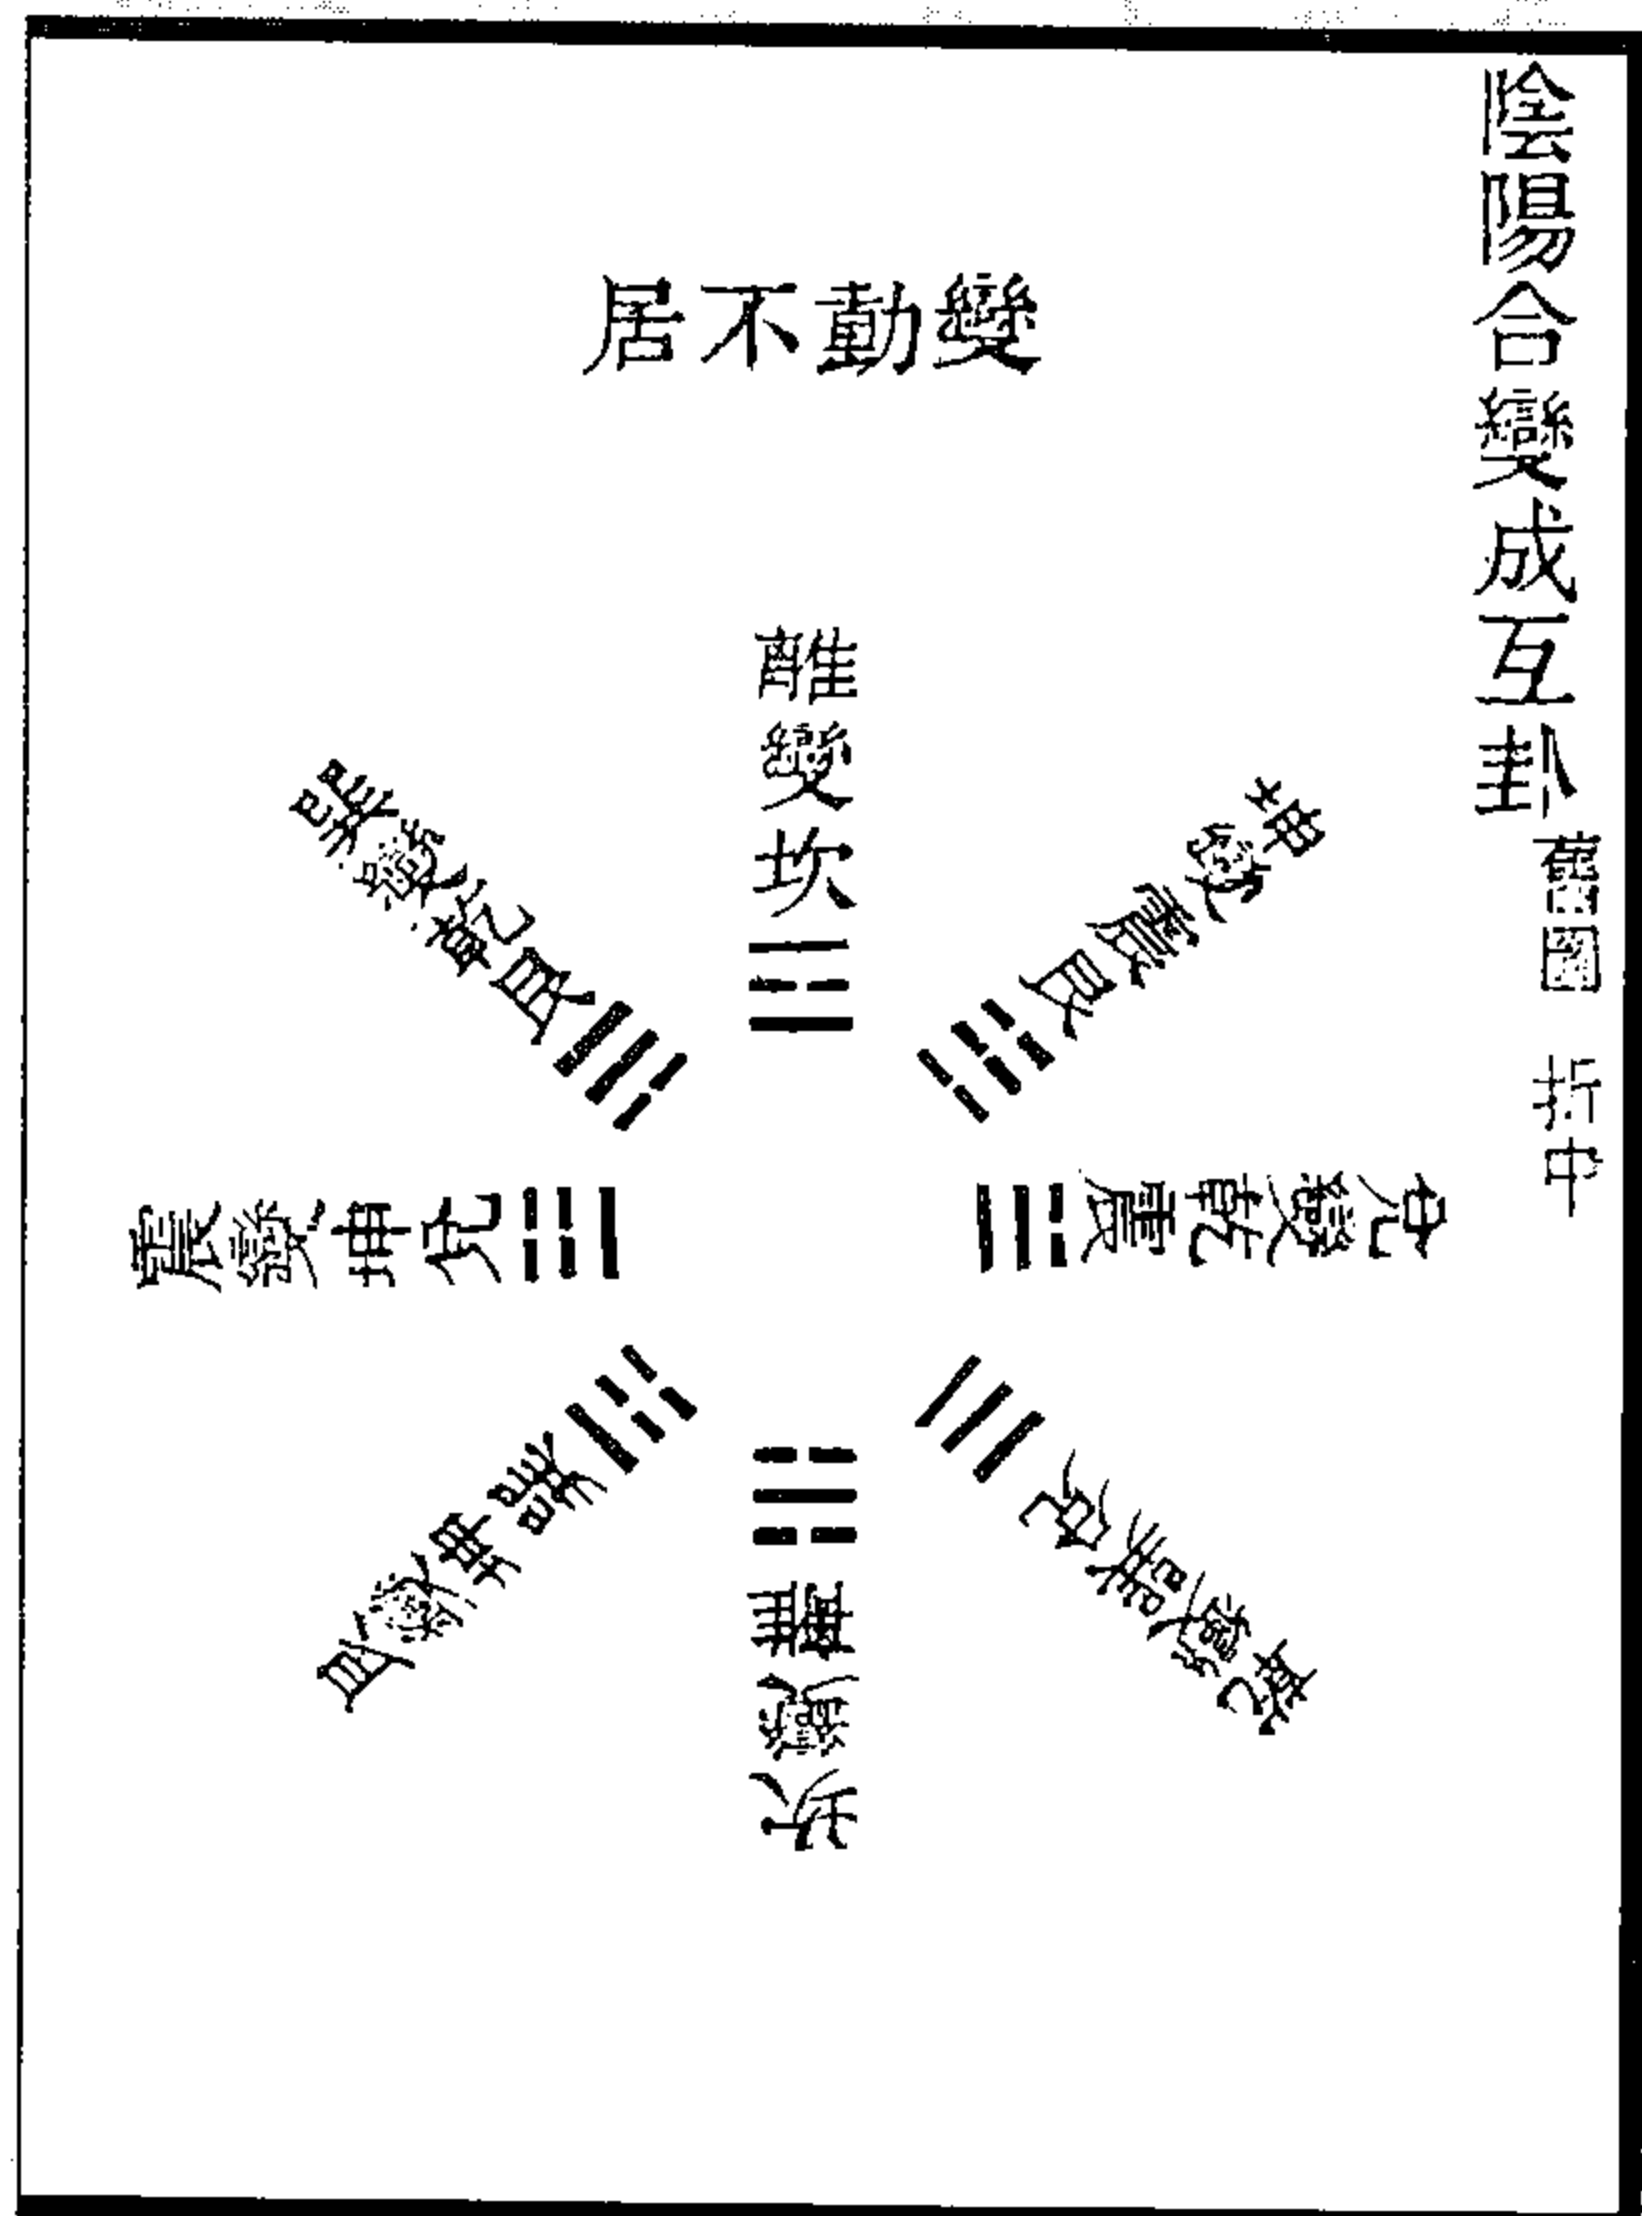 陰陽合變成互卦 舊圖 折中
變動不居
離變坎
坤變震艮
兌變乾震
乾變巽兌
坎變離
艮變坤巽
震變坤
巽變乾艮